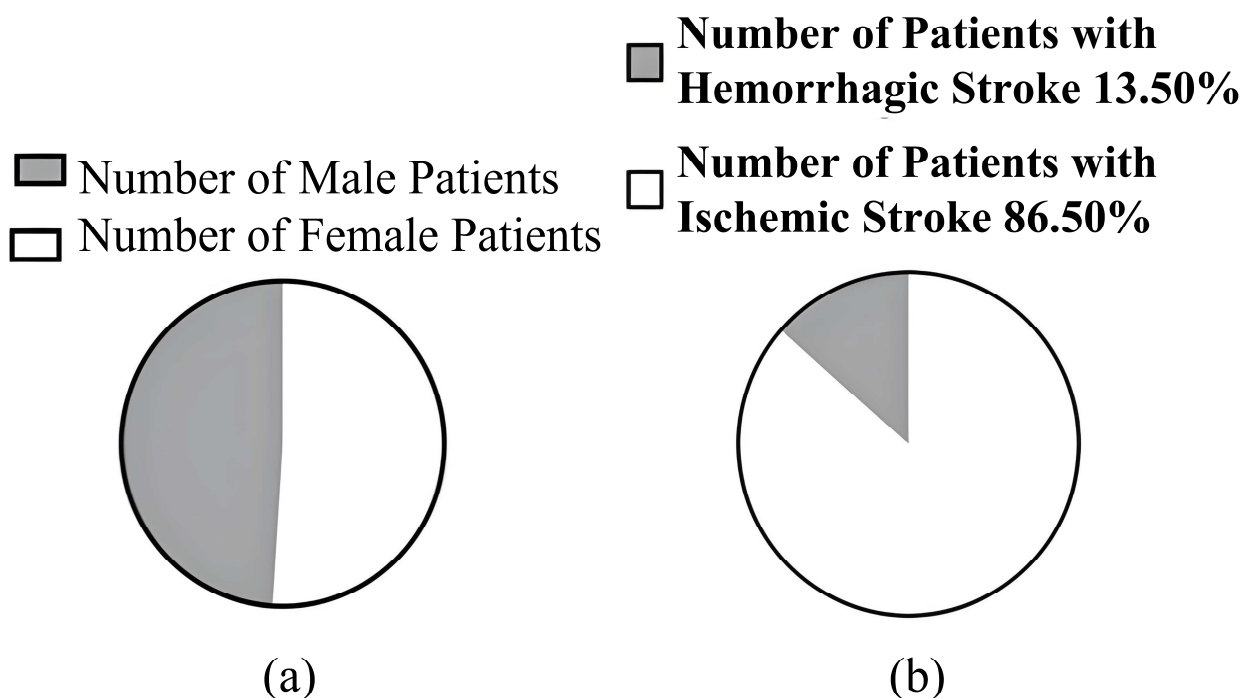 Number of Male Patients
Number of Female Patients
(a)
Number of Patients with
Hemorrhagic Stroke 13.50%
Number of Patients with
Ischemic Stroke 86.50%
(b)